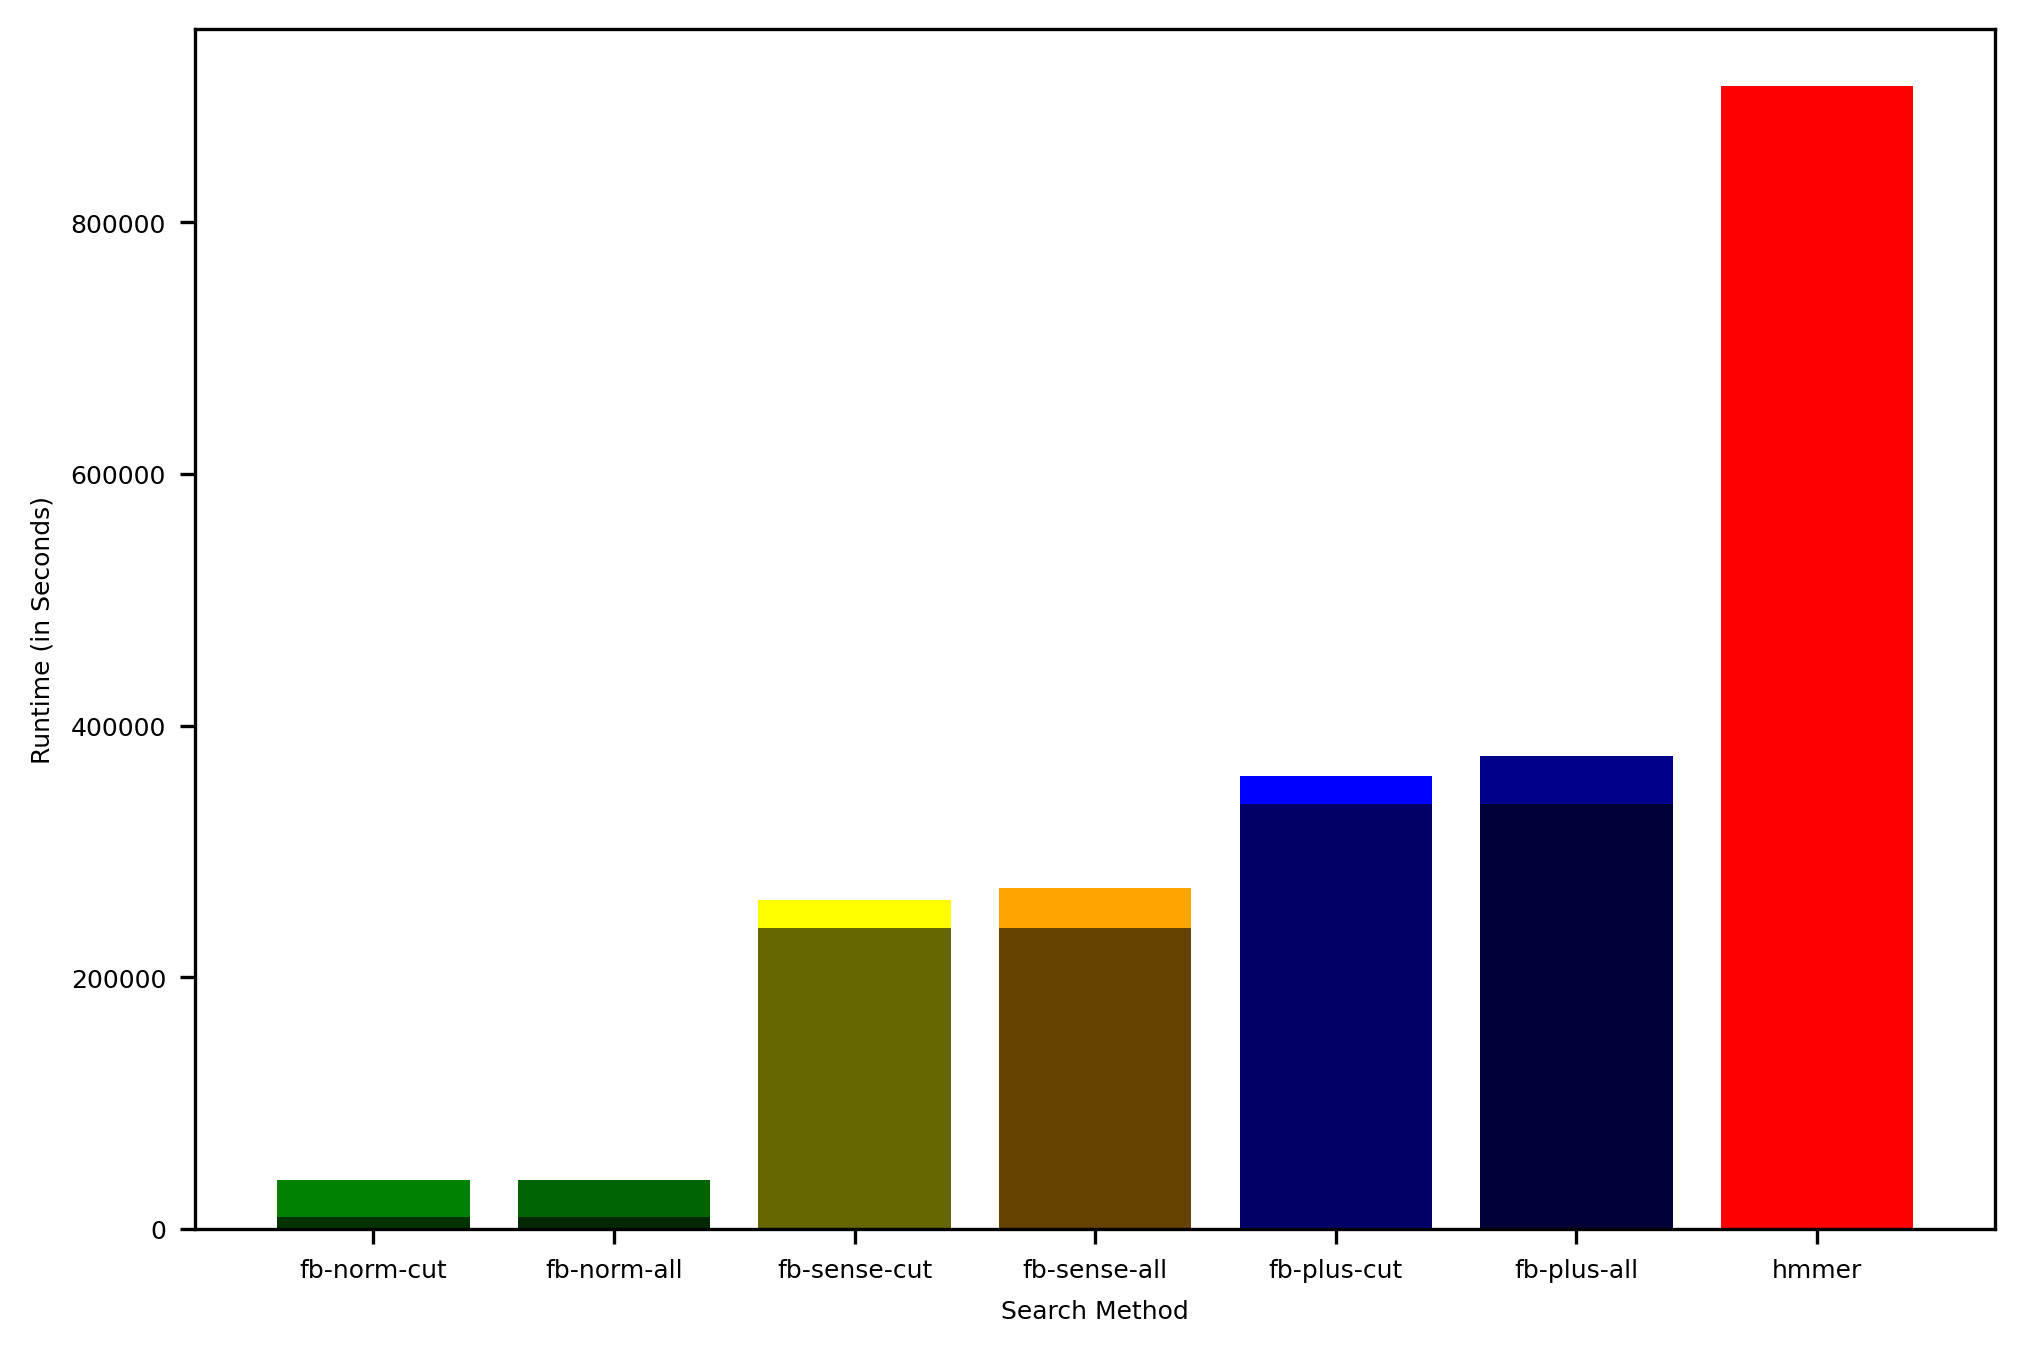 Runtime (in Seconds)
800000
600000
400000
200000
0
fb-norm-cut fb-norm-all fb-sense-cut fb-sense-all fb-plus-cut fb-plus-all hmmer
Search Method